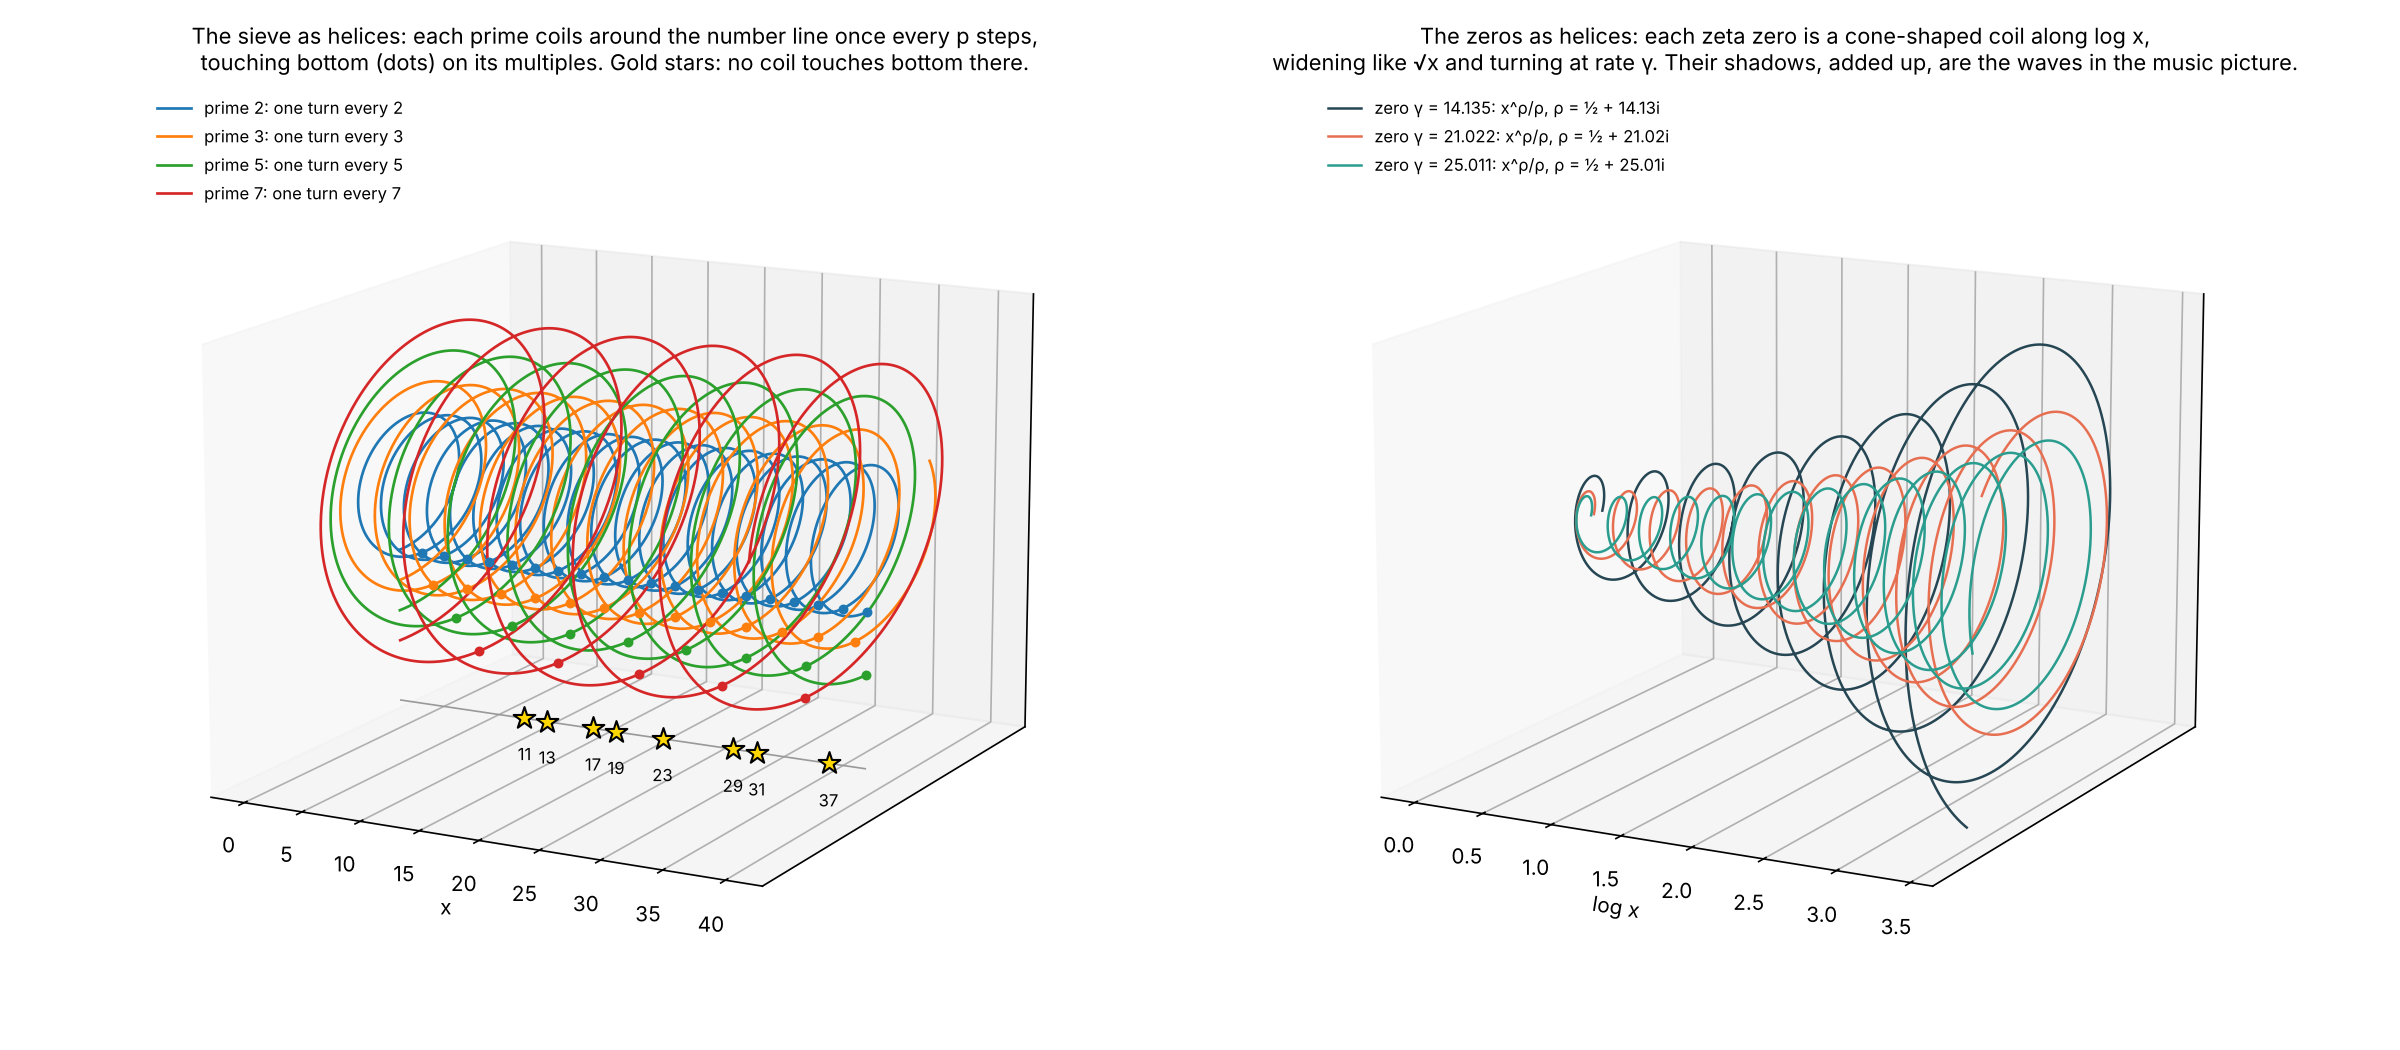 The sieve as helices: each prime coils around the number line once every p steps,
touching bottom (dots) on its multiples. Gold stars: no coil touches bottom there.
prime 2: one turn every 2
prime 3: one turn every 3
prime 5: one turn every 5
prime 7: one turn every 7
11
13
17
19
23
29
31
37
0
5
10
15
20
25
30
35
40
x
The zeros as helices: each zeta zero is a cone-shaped coil along log x,
widening like √x and turning at rate γ. Their shadows, added up, are the waves in the music picture.
zero γ = 14.135: x^ρ/ρ, ρ = ½ + 14.13i
zero γ = 21.022: x^ρ/ρ, ρ = ½ + 21.02i
zero γ = 25.011: x^ρ/ρ, ρ = ½ + 25.01i
0.0
0.5
1.0
1.5
2.0
2.5
3.0
3.5
log x